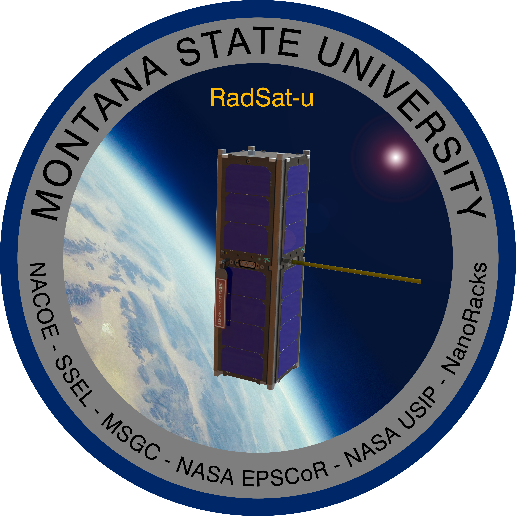 MONTANA STATE UNIVERSITY
RadSat-u
NACOE - SSEL - MSGC - NASA EPSCoR - NASA USIP - NanoRacks